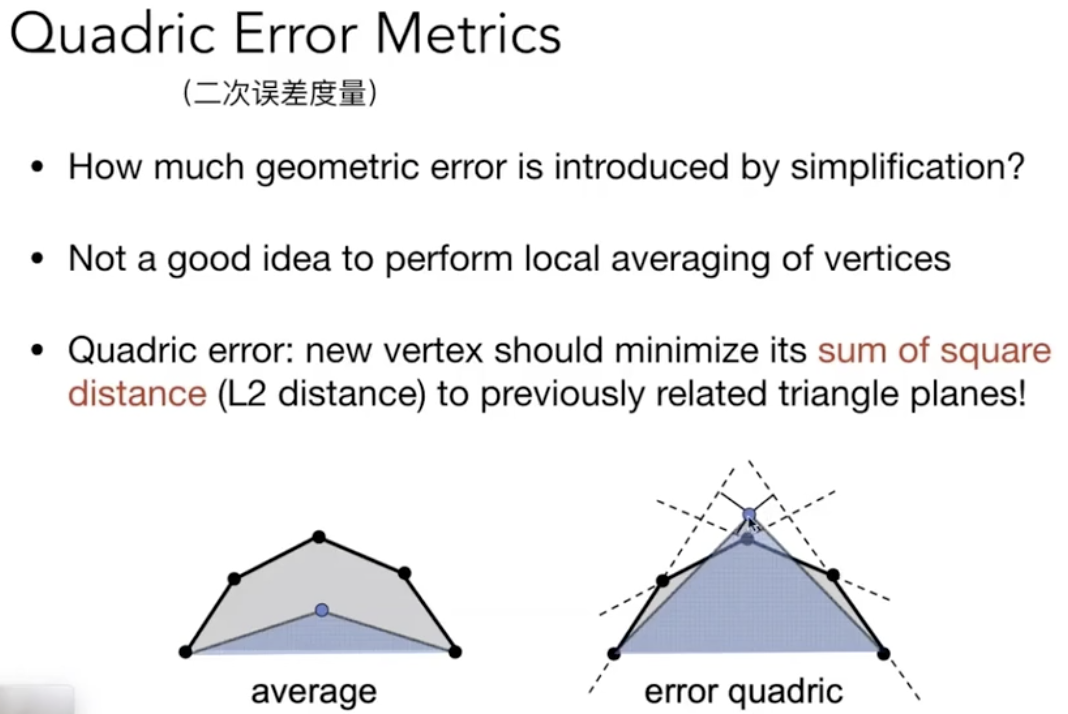 Quadric Error Metrics
(二次误差度量)
• How much geometric error is introduced by simplification?
• Not a good idea to perform local averaging of vertices
• Quadric error: new vertex should minimize its sum of square
distance (L2 distance) to previously related triangle planes!
average
error quadric